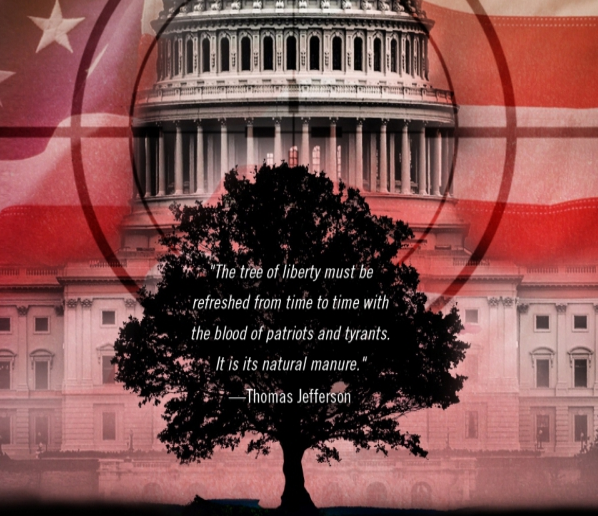 "The tree of liberty must be
refreshed from time to time with
the blood of patriots and tyrants.
It is its natural manure."
—Thomas Jefferson